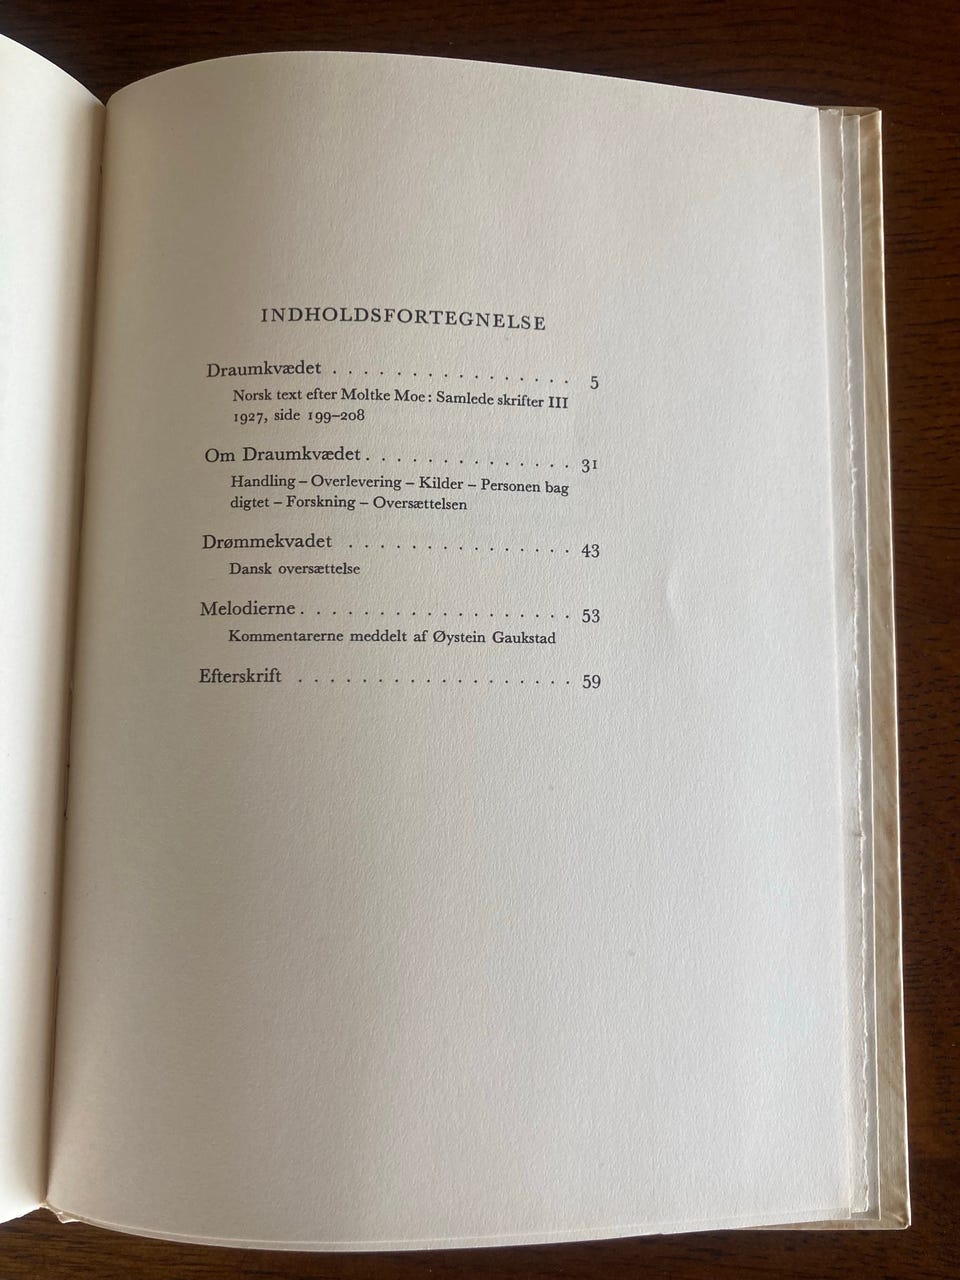 INDHOLDSFORTEGNELSE
Draumkvædet . . . . . . . . . . . . . . . 5
Norsk text efter Moltke Moe: Samlede skrifter III
1927, side 199–208
Om Draumkvædet . . . . . . . . . . . . . 31
Handling – Overlevering – Kilder – Personen bag
digtet – Forskning – Oversættelsen
Drømmekvadet . . . . . . . . . . . . . . 43
Dansk oversættelse
Melodierne . . . . . . . . . . . . . . . . . 53
Kommentarerne meddelt af Øystein Gaukstad
Efterskrift . . . . . . . . . . . . . . . . . 59